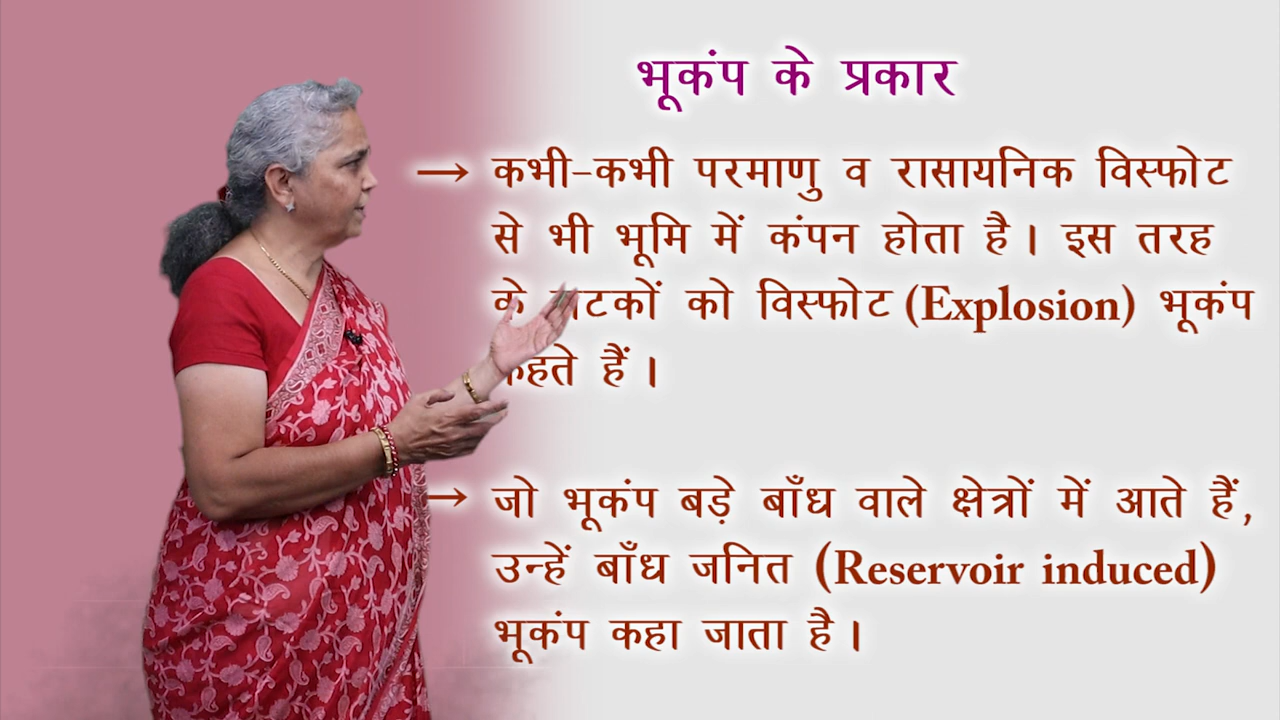 भूकंप के प्रकार
→ कभी-कभी परमाणु व रासायनिक विस्फोट
से भी भूमि में कंपन होता है। इस तरह
के को विस्फोट (Explosion) भूकंप
कहते हैं।
→ जो भूकंप बड़े बाँध वाले क्षेत्रों में आते हैं,
उन्हें बाँध जनित (Reservoir induced)
भूकंप कहा जाता है।